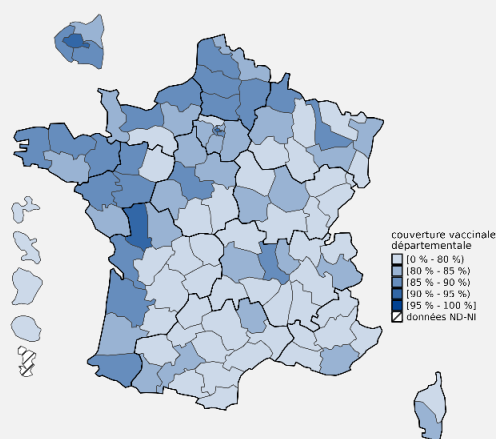 couverture vaccinale
départementale
[0 % - 80 %)
[80 % - 85 %)
[85 % - 90 %)
[90 % - 95 %)
[95 % - 100 %]
données ND-NI